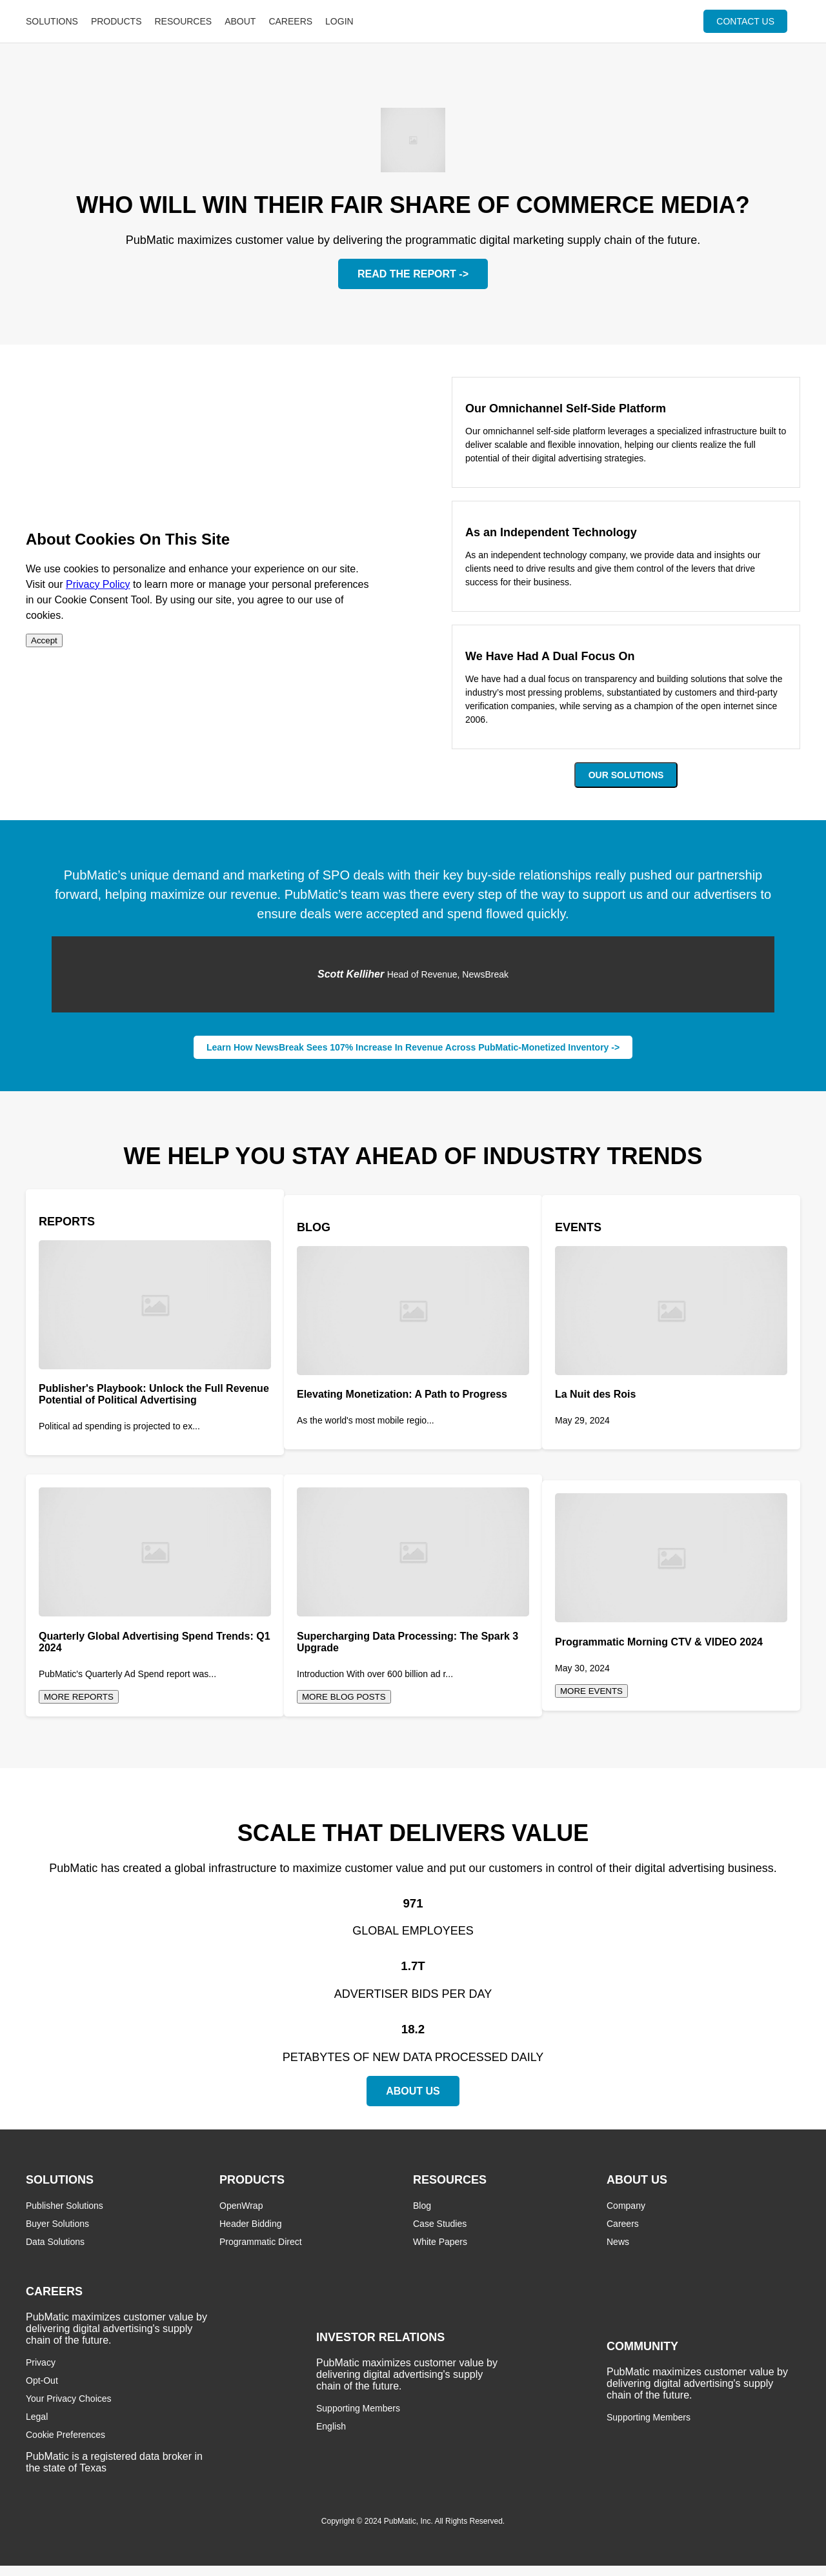 SOLUTIONS PRODUCTS RESOURCES ABOUT CAREERS LOGIN CONTACT US
WHO WILL WIN THEIR FAIR SHARE OF COMMERCE MEDIA?
PubMatic maximizes customer value by delivering the programmatic digital marketing supply chain of the future.
READ THE REPORT ->
About Cookies On This Site
We use cookies to personalize and enhance your experience on our site.
Visit our Privacy Policy to learn more or manage your personal preferences
in our Cookie Consent Tool. By using our site, you agree to our use of
cookies.
Accept
Our Omnichannel Self-Side Platform
Our omnichannel self-side platform leverages a specialized infrastructure built to
deliver scalable and flexible innovation, helping our clients realize the full
potential of their digital advertising strategies.
As an Independent Technology
As an independent technology company, we provide data and insights our
clients need to drive results and give them control of the levers that drive
success for their business.
We Have Had A Dual Focus On
We have had a dual focus on transparency and building solutions that solve the
industry's most pressing problems, substantiated by customers and third-party
verification companies, while serving as a champion of the open internet since
2006.
OUR SOLUTIONS
PubMatic's unique demand and marketing of SPO deals with their key buy-side relationships really pushed our partnership
forward, helping maximize our revenue. PubMatic's team was there every step of the way to support us and our advertisers to
ensure deals were accepted and spend flowed quickly.
Scott Kelliher Head of Revenue, NewsBreak
Learn How NewsBreak Sees 107% Increase In Revenue Across PubMatic-Monetized Inventory ->
WE HELP YOU STAY AHEAD OF INDUSTRY TRENDS
REPORTS
Publisher's Playbook: Unlock the Full Revenue
Potential of Political Advertising
Political ad spending is projected to ex...
BLOG
Elevating Monetization: A Path to Progress
As the world's most mobile regio...
EVENTS
La Nuit des Rois
May 29, 2024
Quarterly Global Advertising Spend Trends: Q1
2024
PubMatic's Quarterly Ad Spend report was...
MORE REPORTS
Supercharging Data Processing: The Spark 3
Upgrade
Introduction With over 600 billion ad r...
MORE BLOG POSTS
Programmatic Morning CTV & VIDEO 2024
May 30, 2024
MORE EVENTS
SCALE THAT DELIVERS VALUE
PubMatic has created a global infrastructure to maximize customer value and put our customers in control of their digital advertising business.
971
GLOBAL EMPLOYEES
1.7T
ADVERTISER BIDS PER DAY
18.2
PETABYTES OF NEW DATA PROCESSED DAILY
ABOUT US
SOLUTIONS
Publisher Solutions
Buyer Solutions
Data Solutions
PRODUCTS
OpenWrap
Header Bidding
Programmatic Direct
RESOURCES
Blog
Case Studies
White Papers
ABOUT US
Company
Careers
News
CAREERS
PubMatic maximizes customer value by
delivering digital advertising's supply
chain of the future.
Privacy
Opt-Out
Your Privacy Choices
Legal
Cookie Preferences
PubMatic is a registered data broker in
the state of Texas
INVESTOR RELATIONS
PubMatic maximizes customer value by
delivering digital advertising's supply
chain of the future.
Supporting Members
English
COMMUNITY
PubMatic maximizes customer value by
delivering digital advertising's supply
chain of the future.
Supporting Members
Copyright © 2024 PubMatic, Inc. All Rights Reserved.